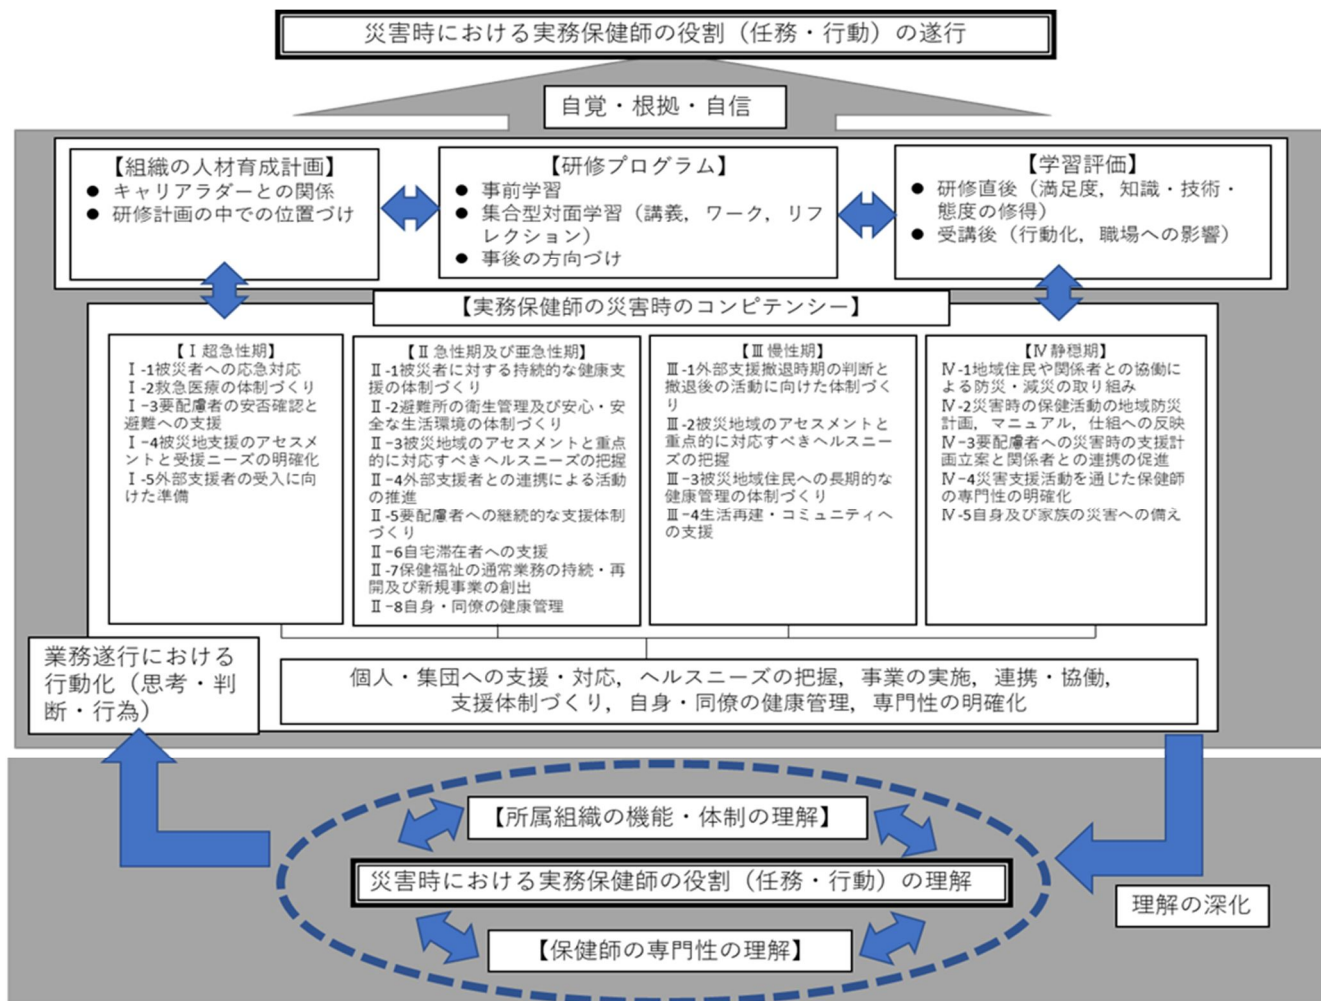 災害時における実務保健師の役割（任務・行動）の遂行
自覚・根拠・自信
【組織の人材育成計画】
● キャリアラダーとの関係
● 研修計画の中での位置づけ
【研修プログラム】
● 事前学習
● 集合型対面学習（講義，ワーク，リフ
レクション）
● 事後の方向づけ
【学習評価】
● 研修直後（満足度，知識・技術・
態度の修得）
● 受講後（行動化，職場への影響）
【実務保健師の災害時のコンピテンシー】
【Ⅰ超急性期】
Ⅰ-1被災者への応急対応
Ⅰ-2救急医療の体制づくり
Ⅰ-3要配慮者の安否確認と
避難への支援
Ⅰ-4被災地支援のアセスメ
ントと受援ニーズの明確化
Ⅰ-5外部支援者の受入に向
けた準備
【Ⅱ急性期及び亜急性期】
Ⅱ-1被災者に対する持続的な健康支
援の体制づくり
Ⅱ-2避難所の衛生管理及び安心・安
全な生活環境の体制づくり
Ⅱ-3被災地域のアセスメントと重点
的に対応すべきヘルスニーズの把握
Ⅱ-4外部支援者との連携による活動
の推進
Ⅱ-5要配慮者への継続的な支援体制
づくり
Ⅱ-6自宅滞在者への支援
Ⅱ-7保健福祉の通常業務の持続・再
開及び新規事業の創出
Ⅱ-8自身・同僚の健康管理
【Ⅲ慢性期】
Ⅲ-1外部支援撤退時期の判断と
撤退後の活動に向けた体制づく
り
Ⅲ-2被災地域のアセスメントと
重点的に対応すべきヘルスニー
ズの把握
Ⅲ-3被災地域住民への長期的な
健康管理の体制づくり
Ⅲ-4生活再建・コミュニティへ
の支援
【Ⅳ静穏期】
Ⅳ-1地域住民や関係者との協働
による防災・減災の取り組み
Ⅳ-2災害時の保健活動の地域防災
計画，マニュアル，仕組への反映
Ⅳ-3要配慮者への災害時の支援計
画立案と関係者との連携の促進
Ⅳ-4災害支援活動を通じた保健師
の専門性の明確化
Ⅳ-5自身及び家族の災害への備え
個人・集団への支援・対応，ヘルスニーズの把握，事業の実施，連携・協働，
支援体制づくり，自身・同僚の健康管理，専門性の明確化
業務遂行における
行動化（思考・判
断・行為）
【所属組織の機能・体制の理解】
災害時における実務保健師の役割（任務・行動）の理解
【保健師の専門性の理解】
理解の深化